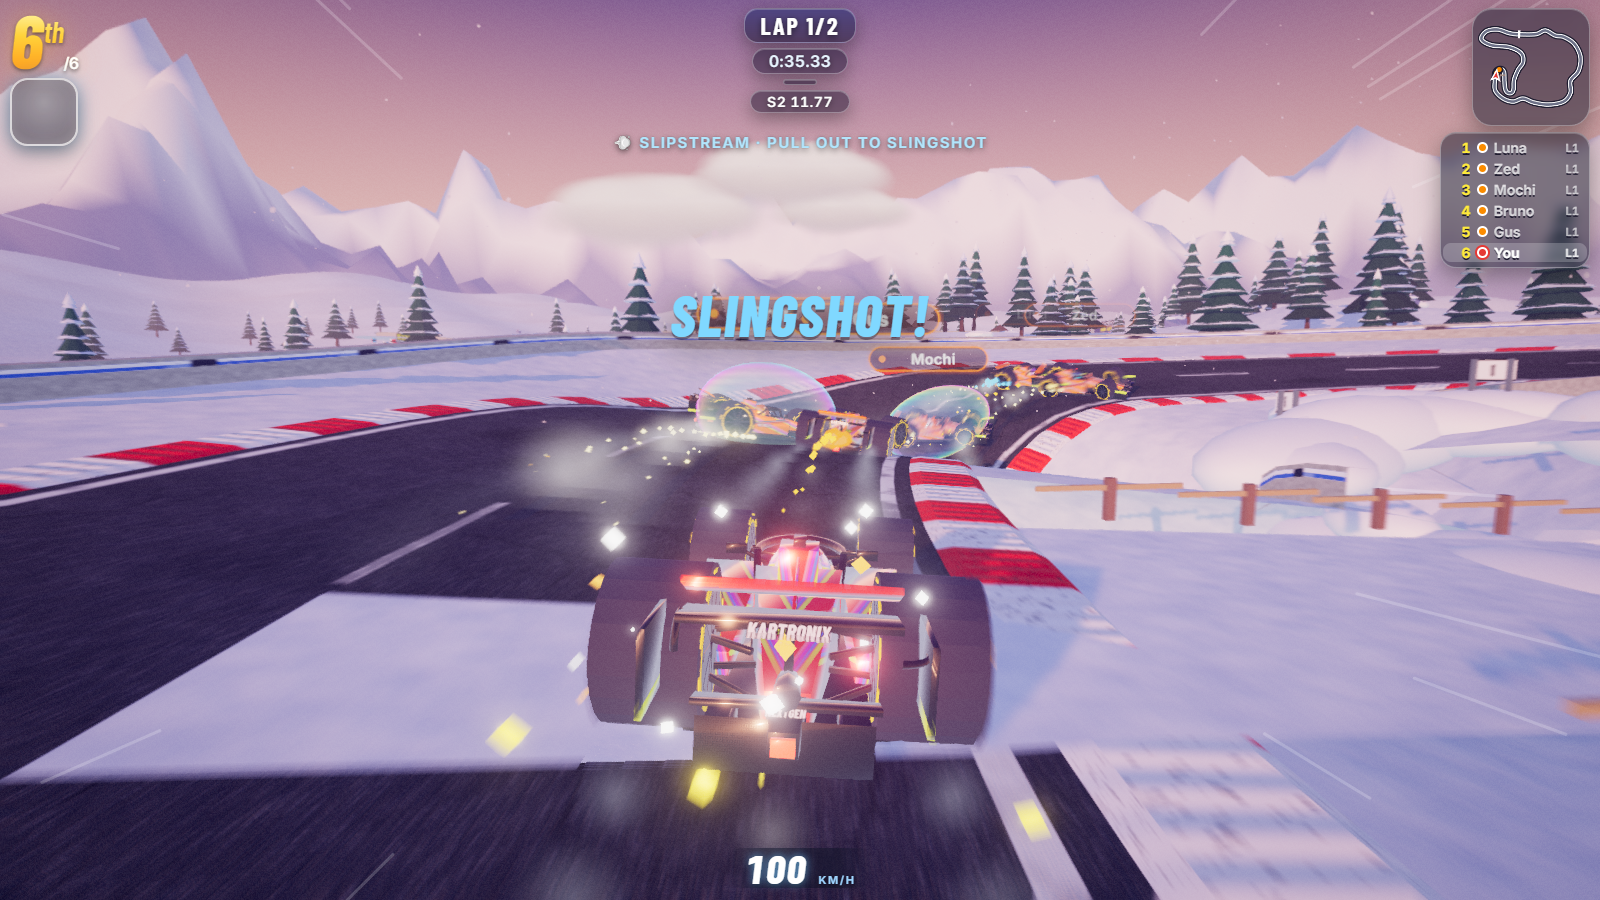 6th
/6
LAP 1/2
0:35.33
S2 11.77
SLIPSTREAM · PULL OUT TO SLINGSHOT
1 Luna L1
2 Zed L1
3 Mochi L1
4 Bruno L1
5 Gus L1
6 You L1
SLINGSHOT!
Zed
Mochi
1
KARTRONIX
100 KM/H